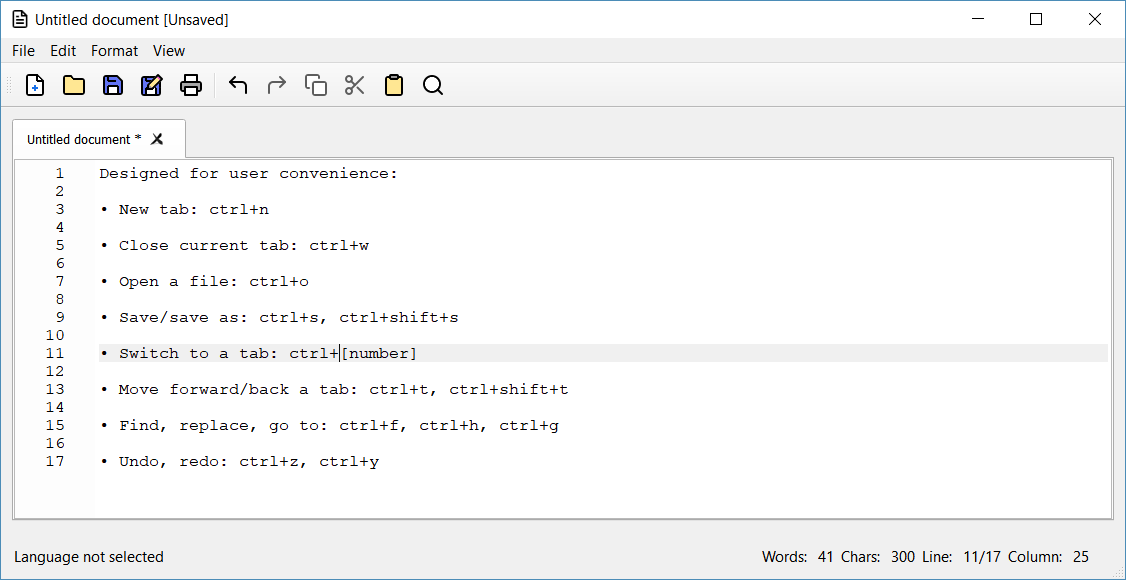 Untitled document [Unsaved]
File Edit Format View
Untitled document *
1 Designed for user convenience:
2
3 • New tab: ctrl+n
4
5 • Close current tab: ctrl+w
6
7 • Open a file: ctrl+o
8
9 • Save/save as: ctrl+s, ctrl+shift+s
10
11 • Switch to a tab: ctrl+[number]
12
13 • Move forward/back a tab: ctrl+t, ctrl+shift+t
14
15 • Find, replace, go to: ctrl+f, ctrl+h, ctrl+g
16
17 • Undo, redo: ctrl+z, ctrl+y
Language not selected Words: 41 Chars: 300 Line: 11/17 Column: 25